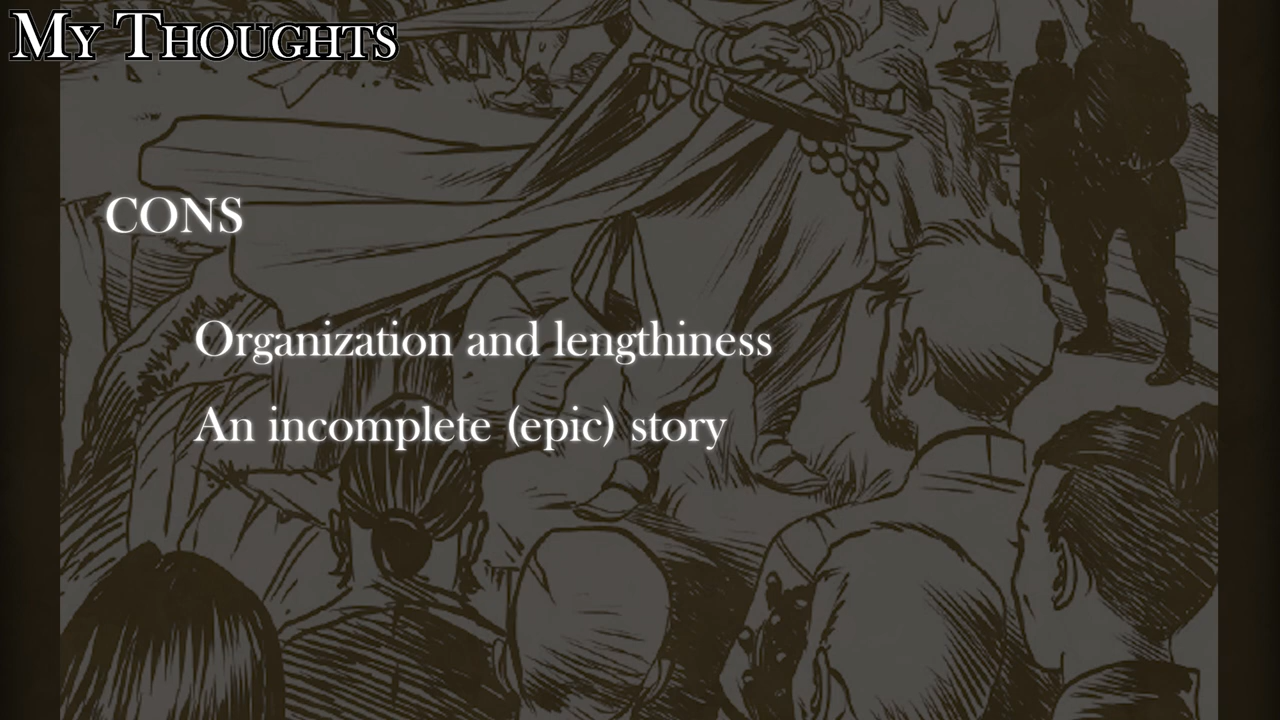 My Thoughts
CONS
Organization and lengthiness
An incomplete (epic) story